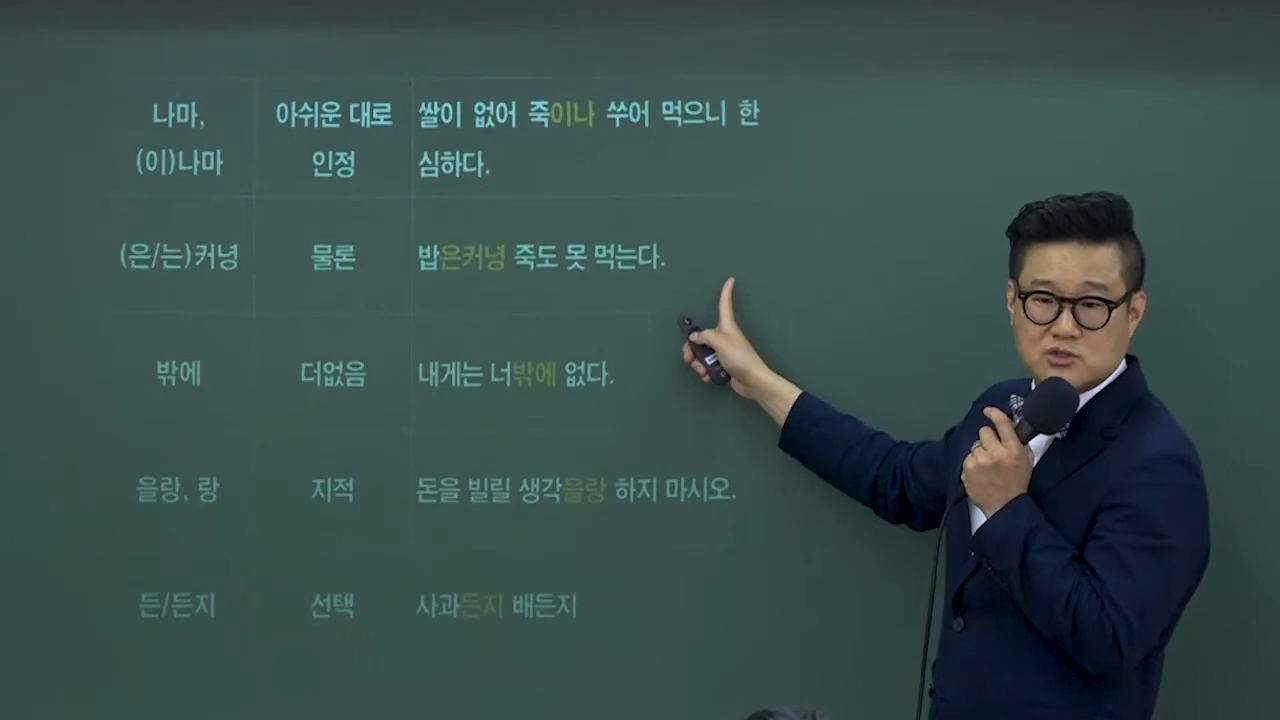 나마, 아쉬운 대로 쌀이 없어 죽이나 쑤어 먹으니 한
(이)나마 인정 심하다.
(은/는)커녕 물론 밥은커녕 죽도 못 먹는다.
밖에 더없음 내게는 너밖에 없다.
을랑, 랑 지적 돈을 빌릴 생각을랑 하지 마시오.
든/든지 선택 사과든지 배든지